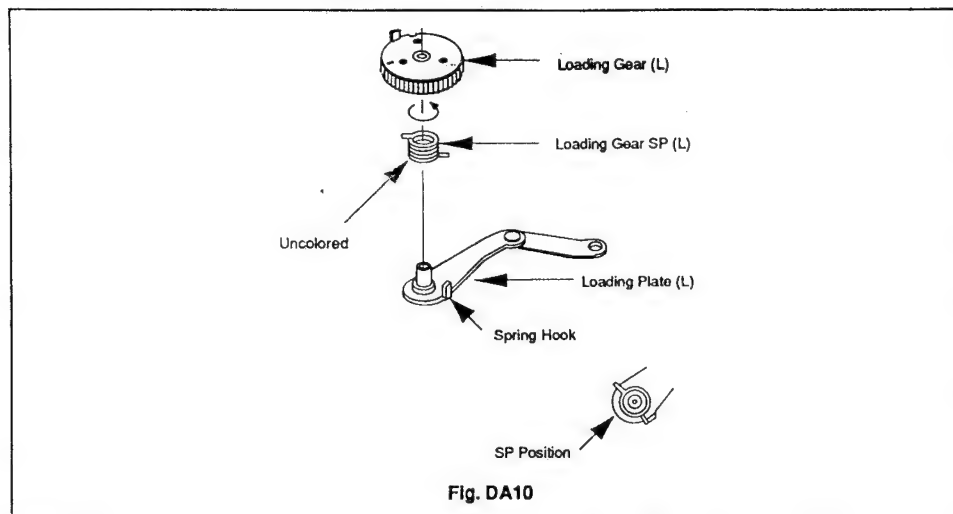 Loading Gear (L)
Loading Gear SP (L)
Uncolored
Loading Plate (L)
Spring Hook
SP Position
Fig. DA10